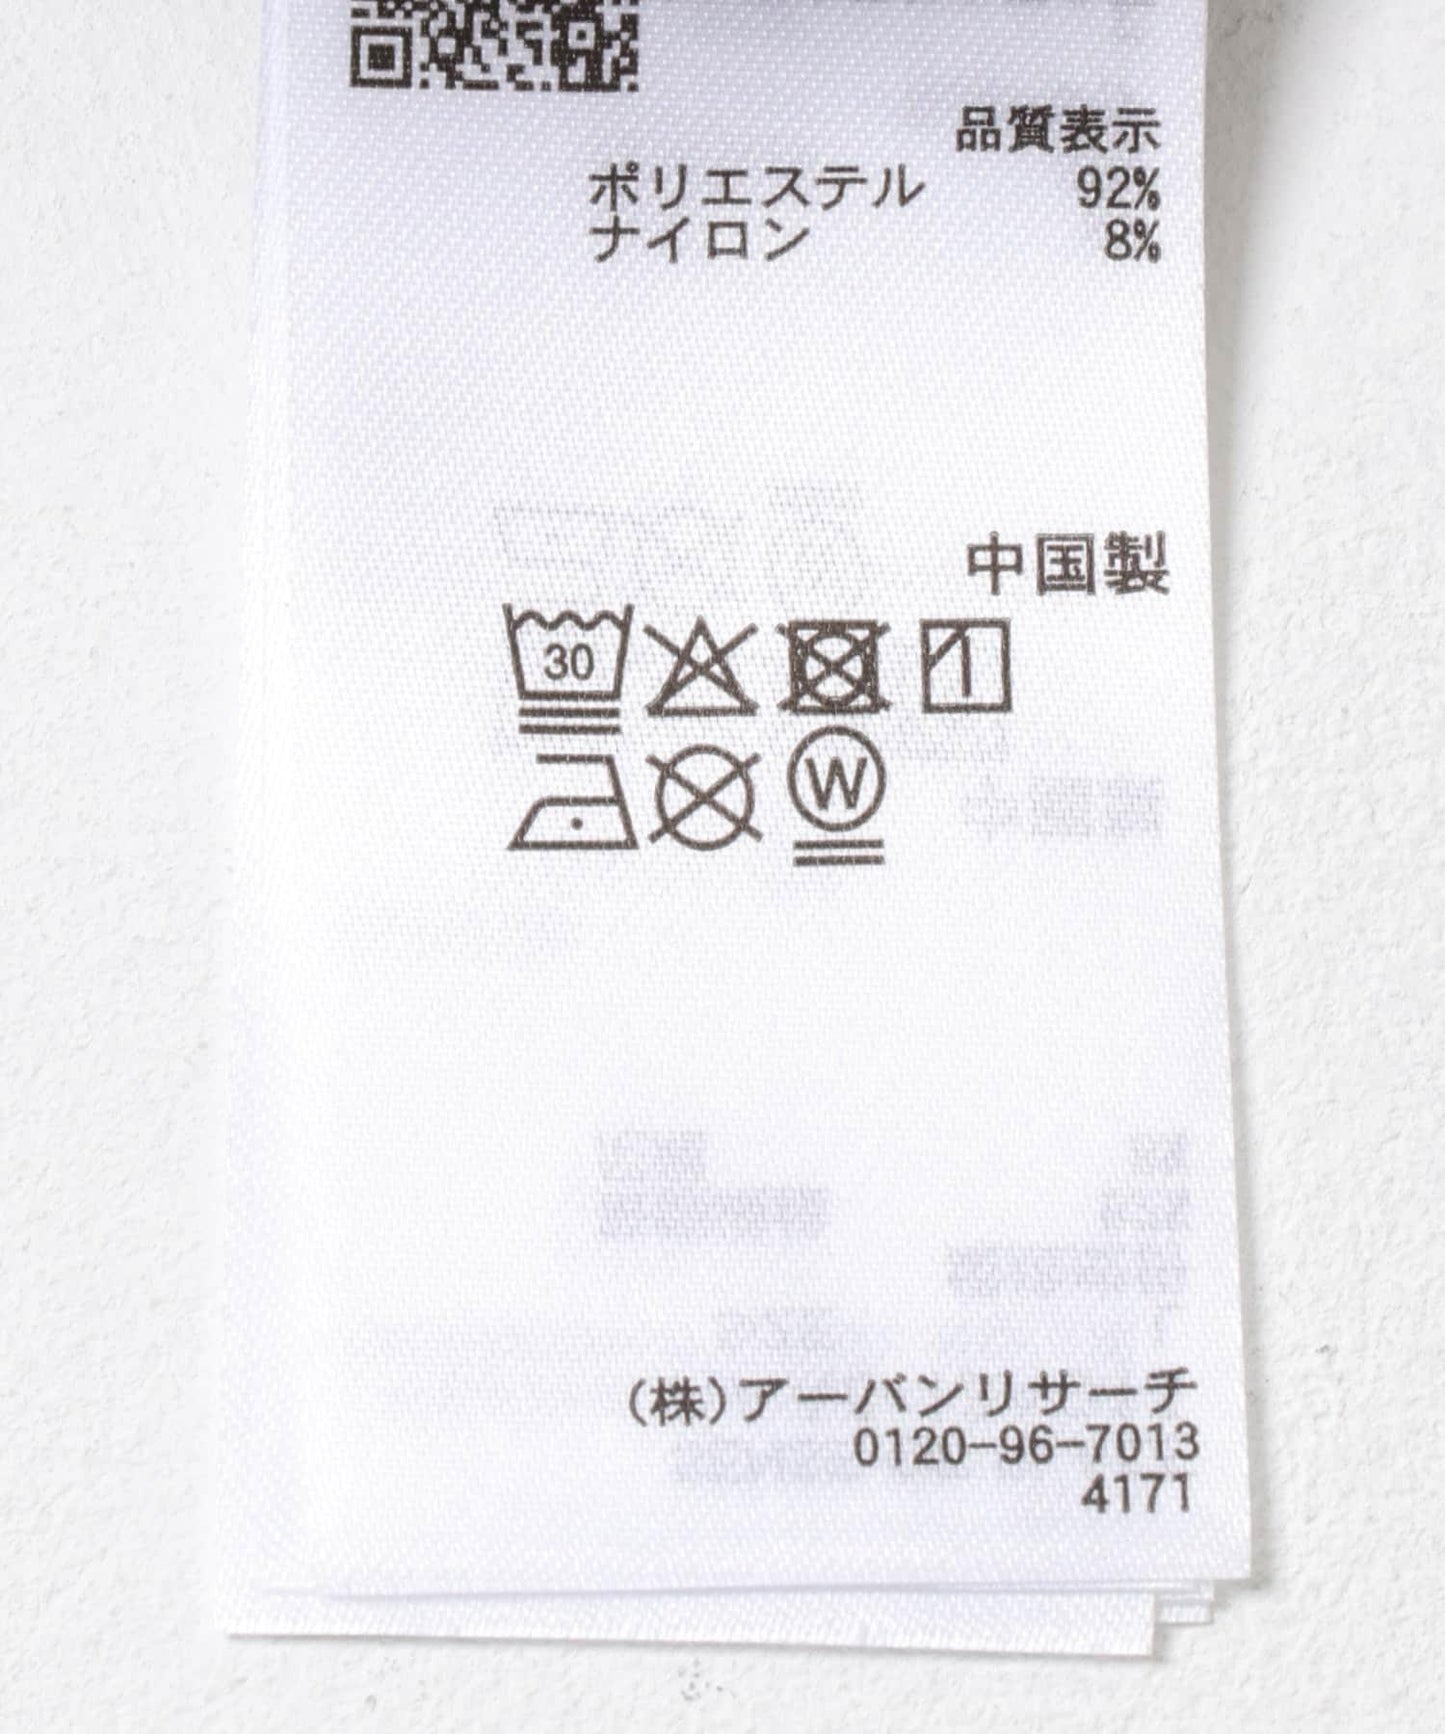 品質表示
ポリエステル 92%
ナイロン 8%
中国製
30
W
(株)アーバンリサーチ
0120-96-7013
4171